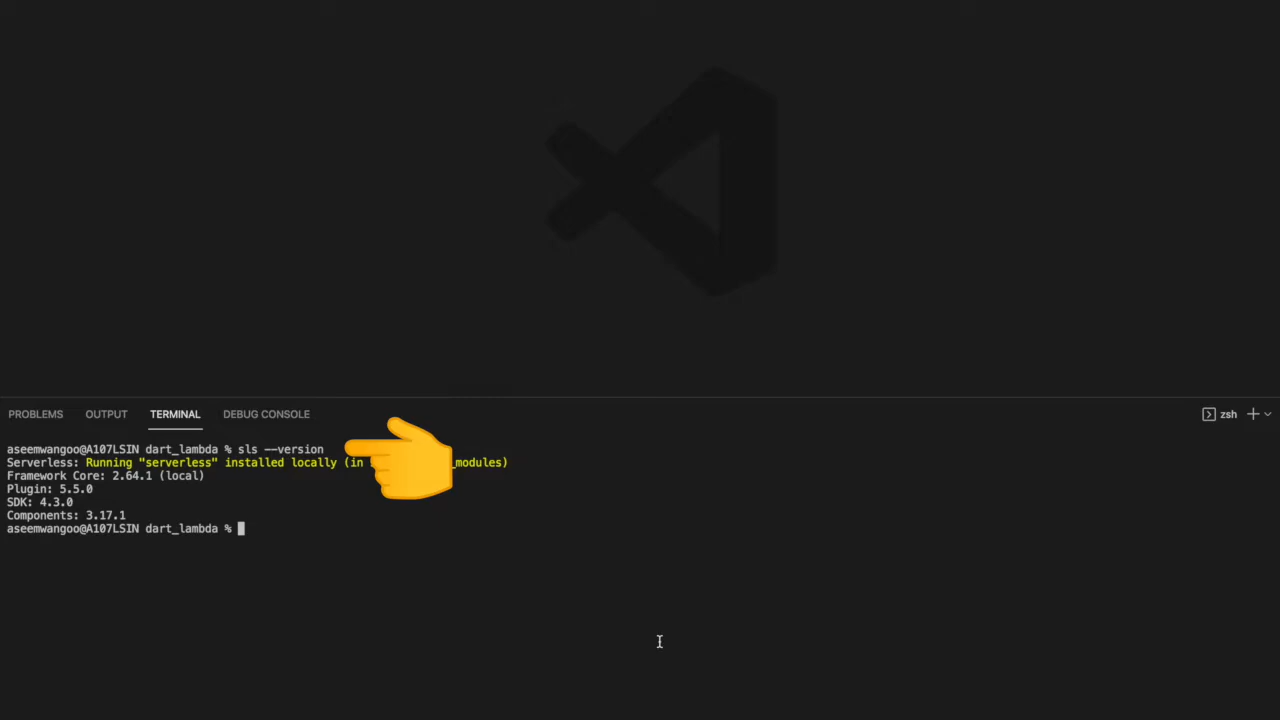 PROBLEMS OUTPUT TERMINAL DEBUG CONSOLE zsh
aseemwangoo@A107LSIN dart_lambda % sls --version
Serverless: Running "serverless" installed locally (in modules)
Framework Core: 2.64.1 (local)
Plugin: 5.5.0
SDK: 4.3.0
Components: 3.17.1
aseemwangoo@A107LSIN dart_lambda %